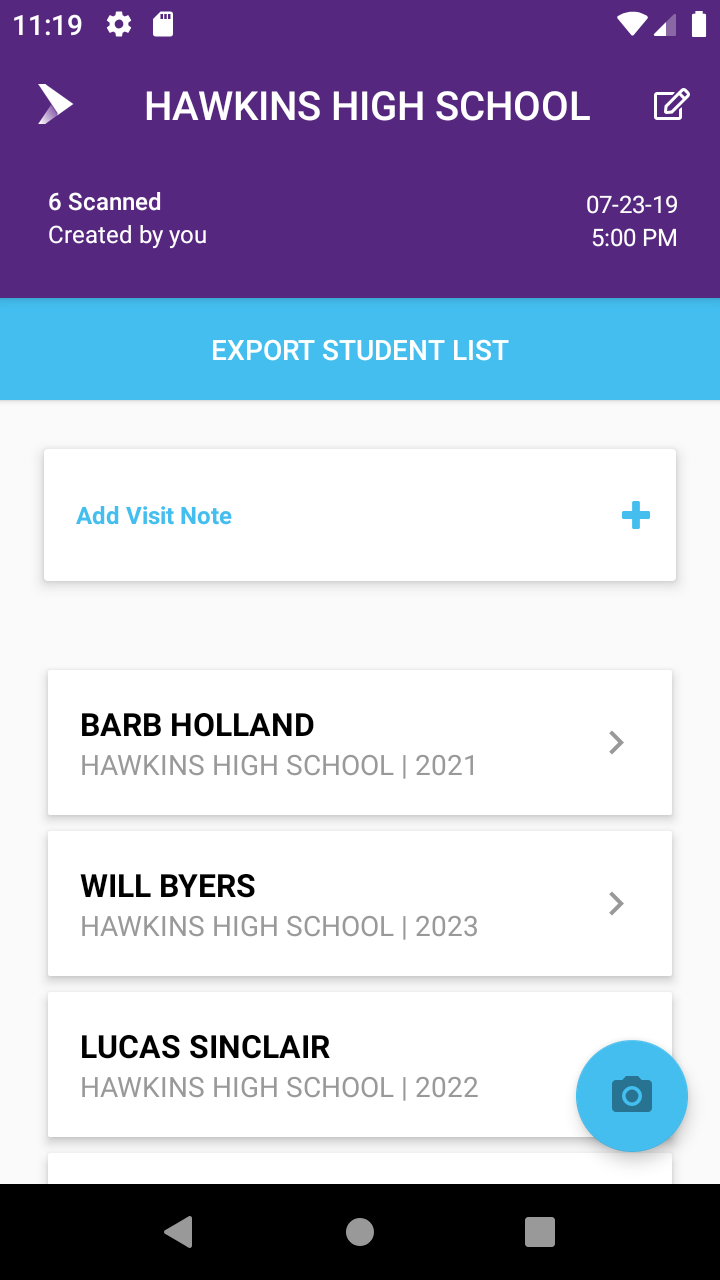 11:19
HAWKINS HIGH SCHOOL
6 Scanned
Created by you
07-23-19
5:00 PM
EXPORT STUDENT LIST
Add Visit Note
BARB HOLLAND
HAWKINS HIGH SCHOOL | 2021
WILL BYERS
HAWKINS HIGH SCHOOL | 2023
LUCAS SINCLAIR
HAWKINS HIGH SCHOOL | 2022